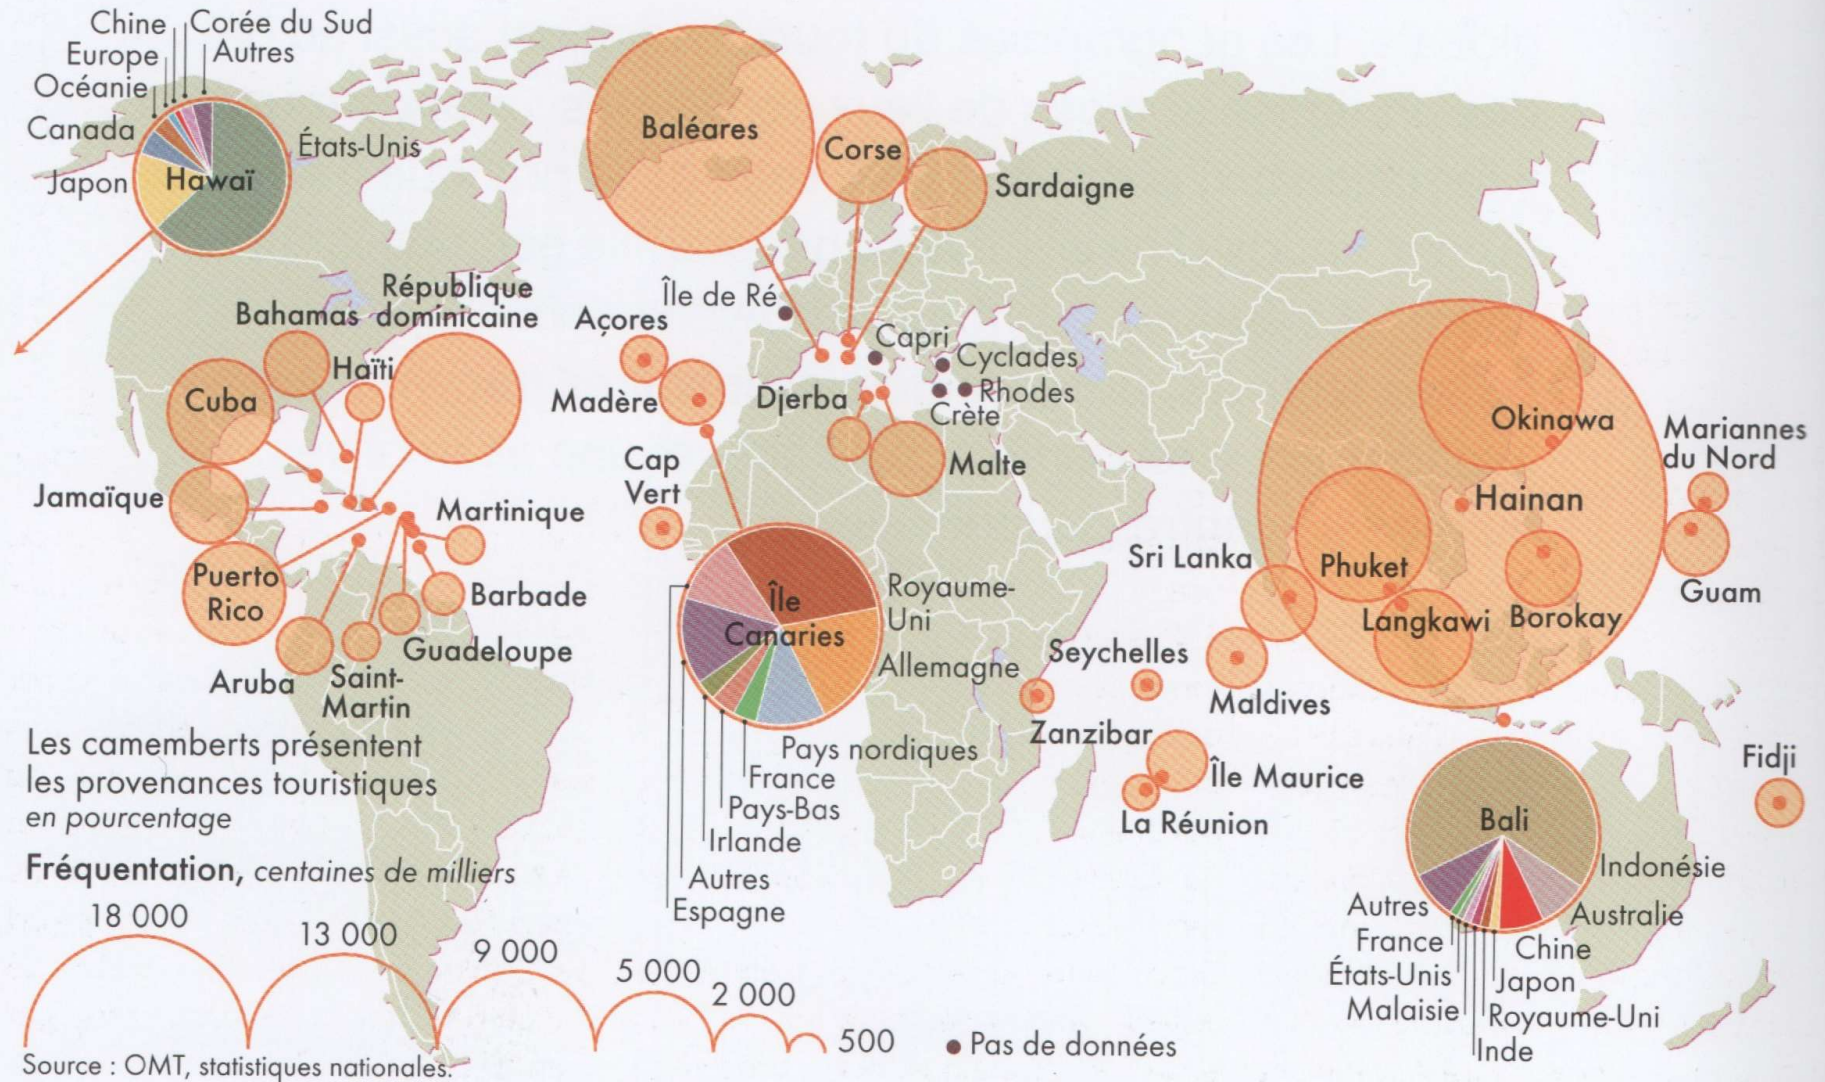 Chine
Corée du Sud
Europe
Autres
Océanie
Canada
États-Unis
Japon
Hawaï
Baléares
Corse
Sardaigne
République
dominicaine
Bahamas
Haïti
Cuba
Jamaïque
Martinique
Puerto
Rico
Barbade
Guadeloupe
Aruba
Saint-
Martin
Île de Ré
Açores
Capri
Cyclades
Madère
Djerba
Rhodes
Crète
Cap
Vert
Malte
Île
Canaries
Royaume-
Uni
Allemagne
Pays nordiques
France
Pays-Bas
Irlande
Autres
Espagne
Okinawa
Mariannes
du Nord
Hainan
Sri Lanka
Phuket
Langkawi
Borokay
Guam
Seychelles
Maldives
Zanzibar
Île Maurice
La Réunion
Fidji
Bali
Indonésie
Australie
Autres
Chine
France
États-Unis
Japon
Malaisie
Royaume-Uni
Inde
Les camemberts présentent
les provenances touristiques
en pourcentage
Fréquentation, centaines de milliers
18 000
13 000
9 000
5 000
2 000
500
Pas de données
Source : OMT, statistiques nationales.